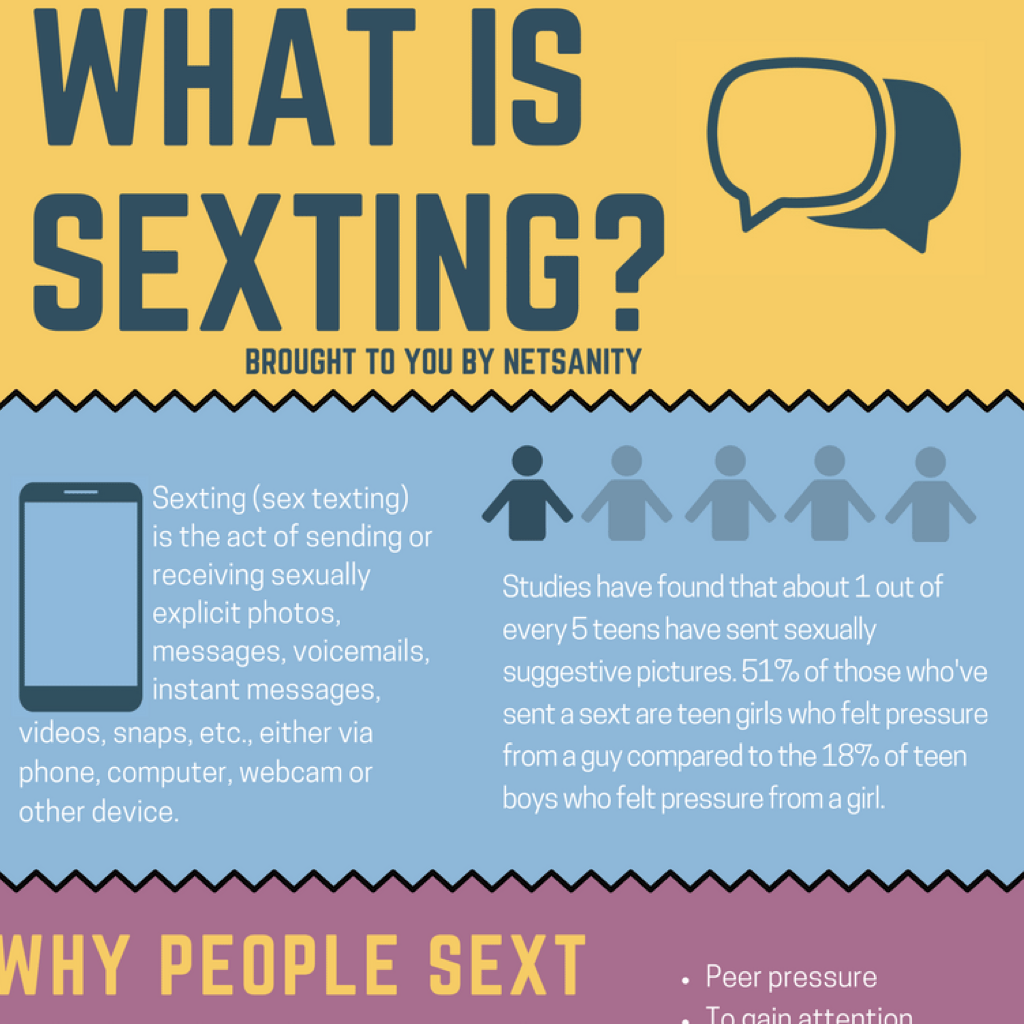 WHAT IS
SEXTING?
BROUGHT TO YOU BY NETSANITY
Sexting (sex texting)
is the act of sending or
receiving sexually
explicit photos,
messages, voicemails,
instant messages,
videos, snaps, etc., either via
phone, computer, webcam or
other device.
Studies have found that about 1 out of
every 5 teens have sent sexually
suggestive pictures. 51% of those who've
sent a sext are teen girls who felt pressure
from a guy compared to the 18% of teen
boys who felt pressure from a girl.
WHY PEOPLE SEXT
• Peer pressure
• To gain attention